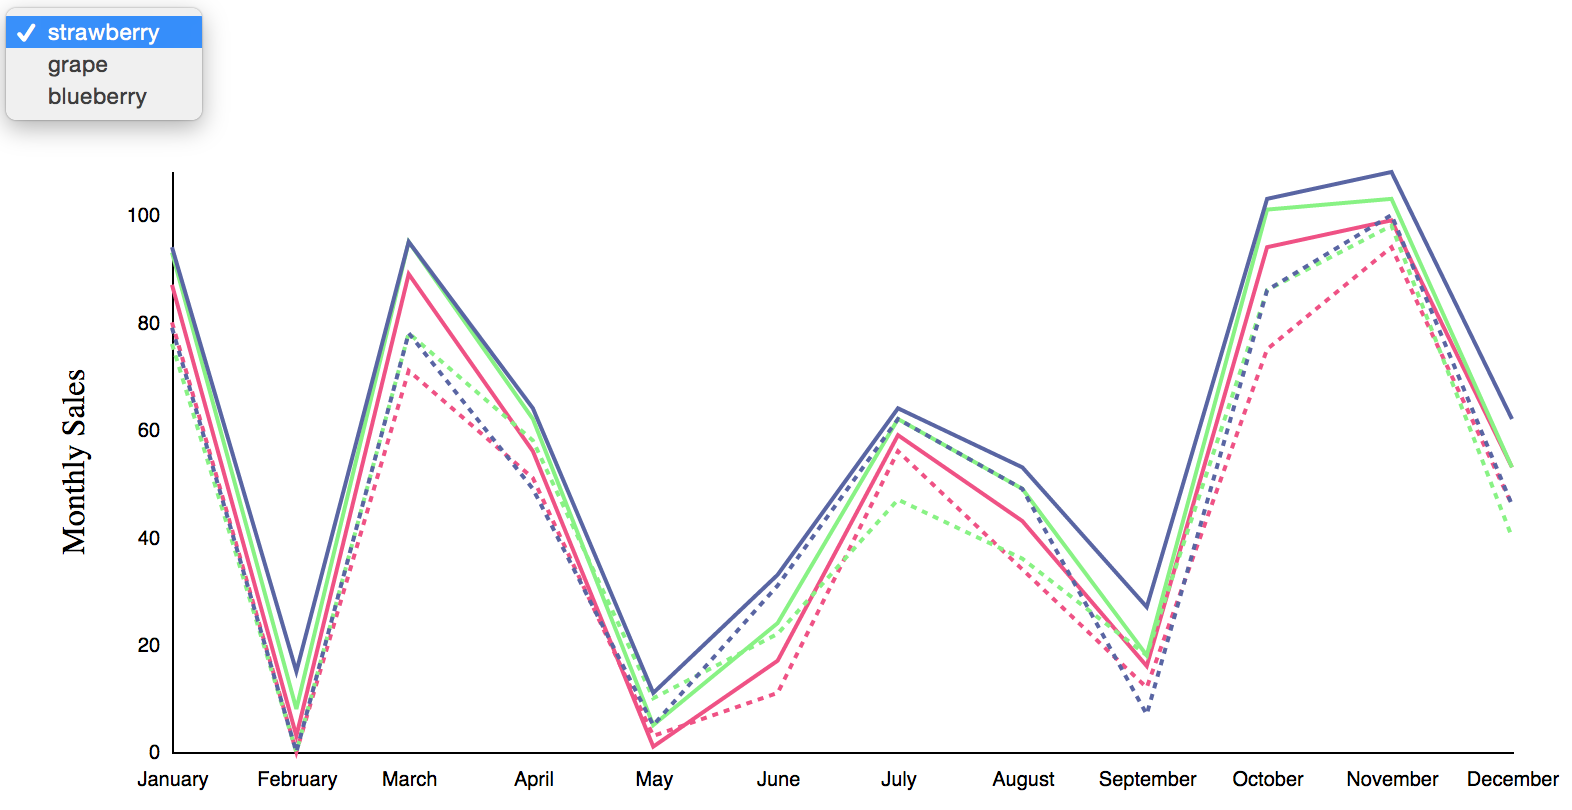 strawberry
grape
blueberry
Monthly Sales
100
80
60
40
20
0
January February March April May June July August September October November December